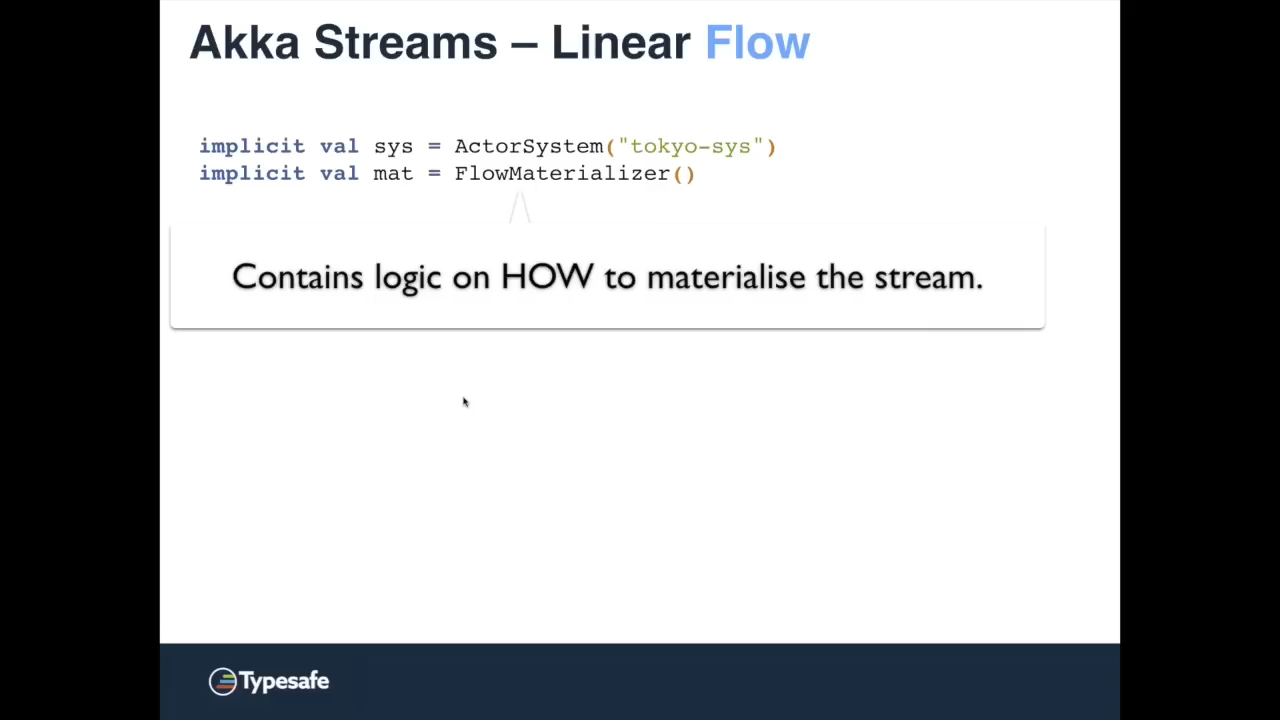 Akka Streams – Linear Flow
implicit val sys = ActorSystem("tokyo-sys")
implicit val mat = FlowMaterializer()
Contains logic on HOW to materialise the stream.
Typesafe